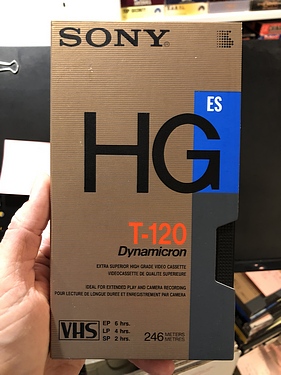 SONY®
ES
HG
T-120
Dynamicron
EXTRA SUPERIOR HIGH GRADE VIDEO CASSETTE
VIDEOCASSETTE DE QUALITE SUPERIEURE
IDEAL FOR EXTENDED PLAY AND CAMERA RECORDING
POUR LECTURE DE LONGUE DUREE ET ENREGISTREMENT PAR CAMERA
VHS
EP 6 hrs.
LP 4 hrs.
SP 2 hrs.
246 METERS
METRES